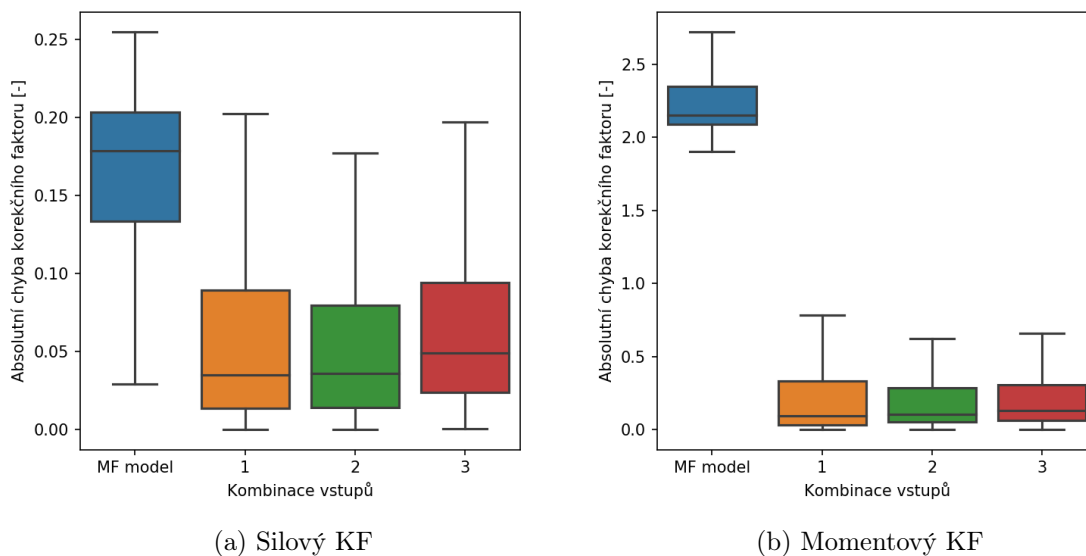 Absolutní chyba korekčního faktoru [-]
0.25
0.20
0.15
0.10
0.05
0.00
MF model 1 2 3
Kombinace vstupů
(a) Silový KF
Absolutní chyba korekčního faktoru [-]
2.5
2.0
1.5
1.0
0.5
0.0
MF model 1 2 3
Kombinace vstupů
(b) Momentový KF